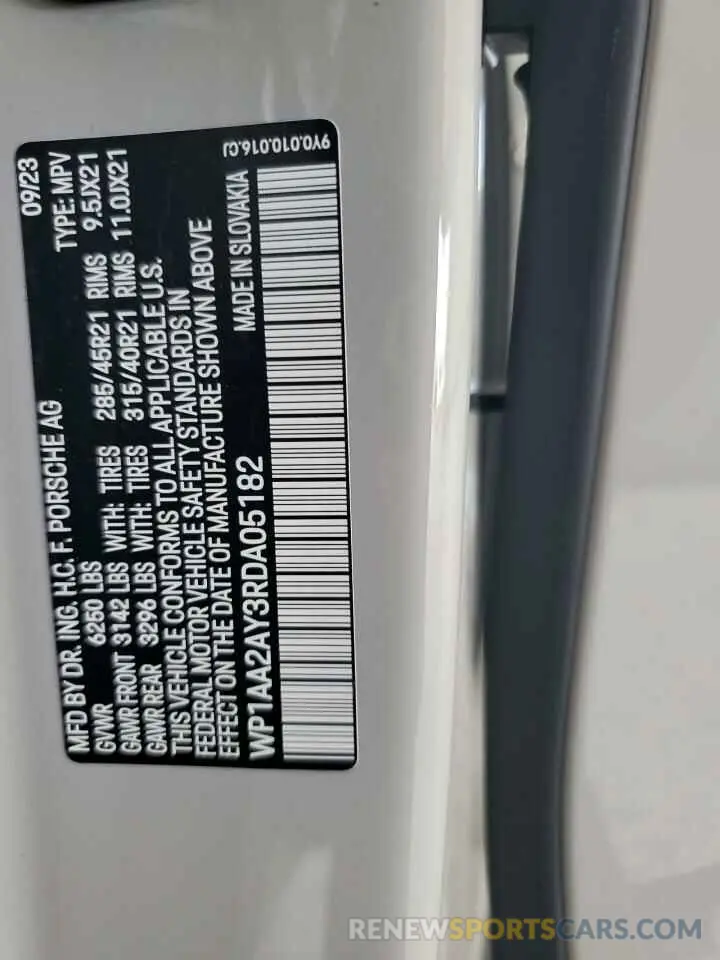 MFD BY DR. ING. H.C. F. PORSCHE AG 09/23
GVWR 6250 LBS TYPE: MPV
GAWR FRONT 3142 LBS WITH: TIRES 285/45R21 RIMS 9.5JX21
GAWR REAR 3296 LBS WITH: TIRES 315/40R21 RIMS 11.0JX21
THIS VEHICLE CONFORMS TO ALL APPLICABLE U.S.
FEDERAL MOTOR VEHICLE SAFETY STANDARDS IN
EFFECT ON THE DATE OF MANUFACTURE SHOWN ABOVE
WP1AA2AY3RDA05182 MADE IN SLOVAKIA
9Y0.010.016.CJ
RENEWSPORTSCARS.COM